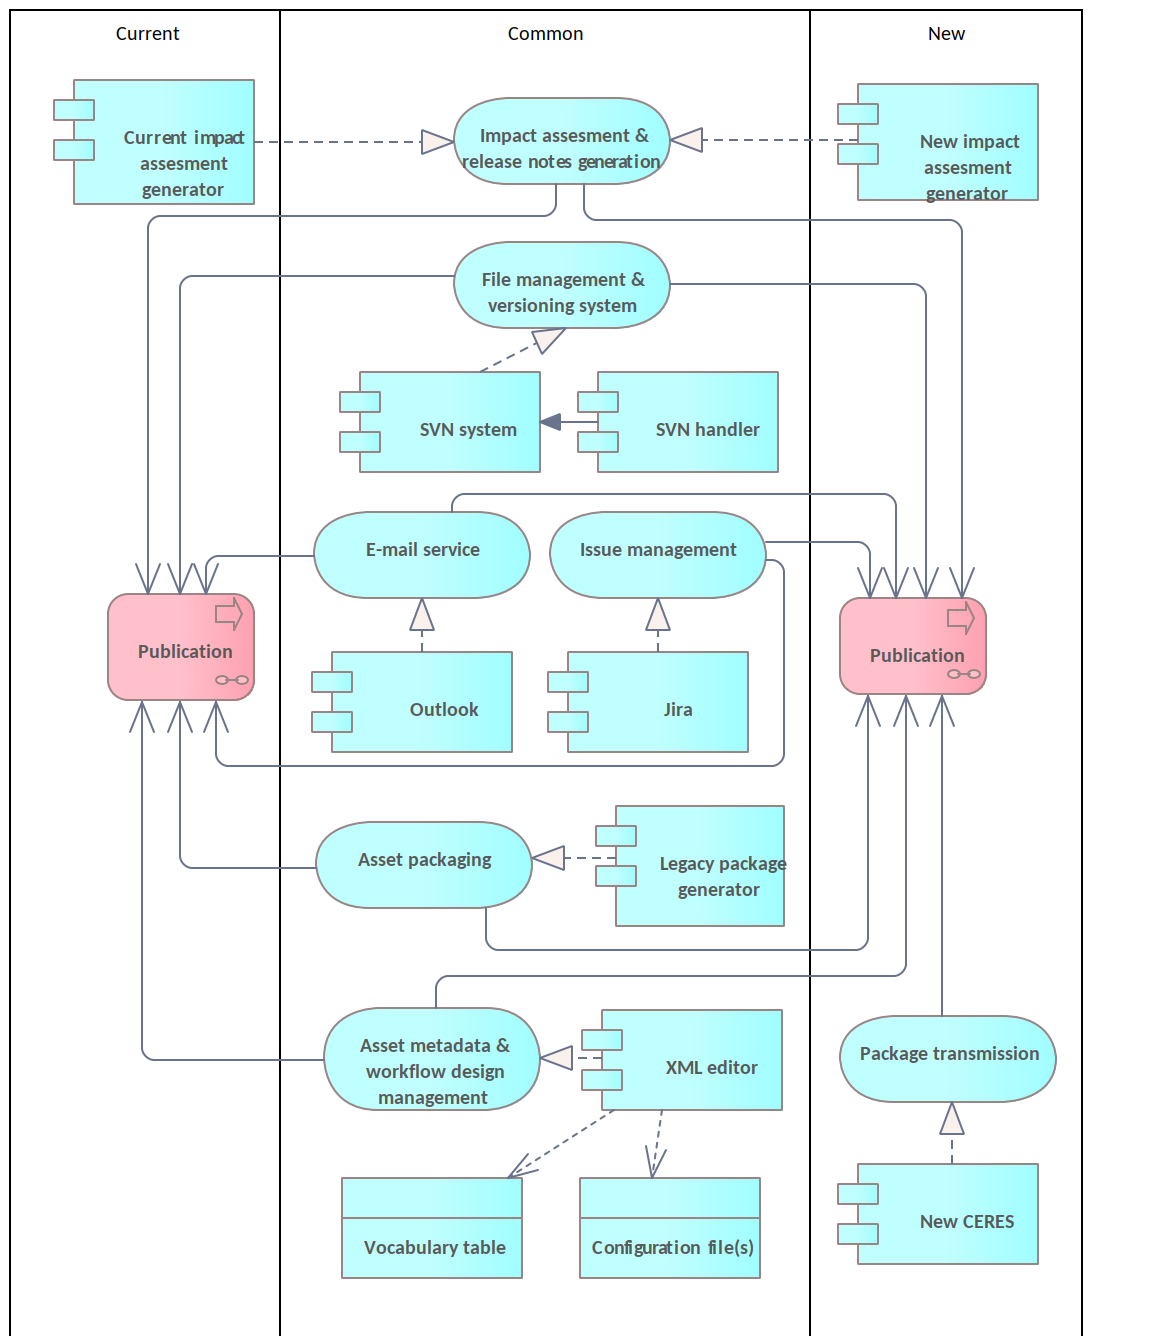 Current
Common
New
Current impact
assesment
generator
Impact assesment &
release notes generation
New impact
assesment
generator
File management &
versioning system
SVN system
SVN handler
E-mail service
Issue management
Publication
Publication
Outlook
Jira
Asset packaging
Legacy package
generator
Asset metadata &
workflow design
management
XML editor
Package transmission
Vocabulary table
Configuration file(s)
New CERES